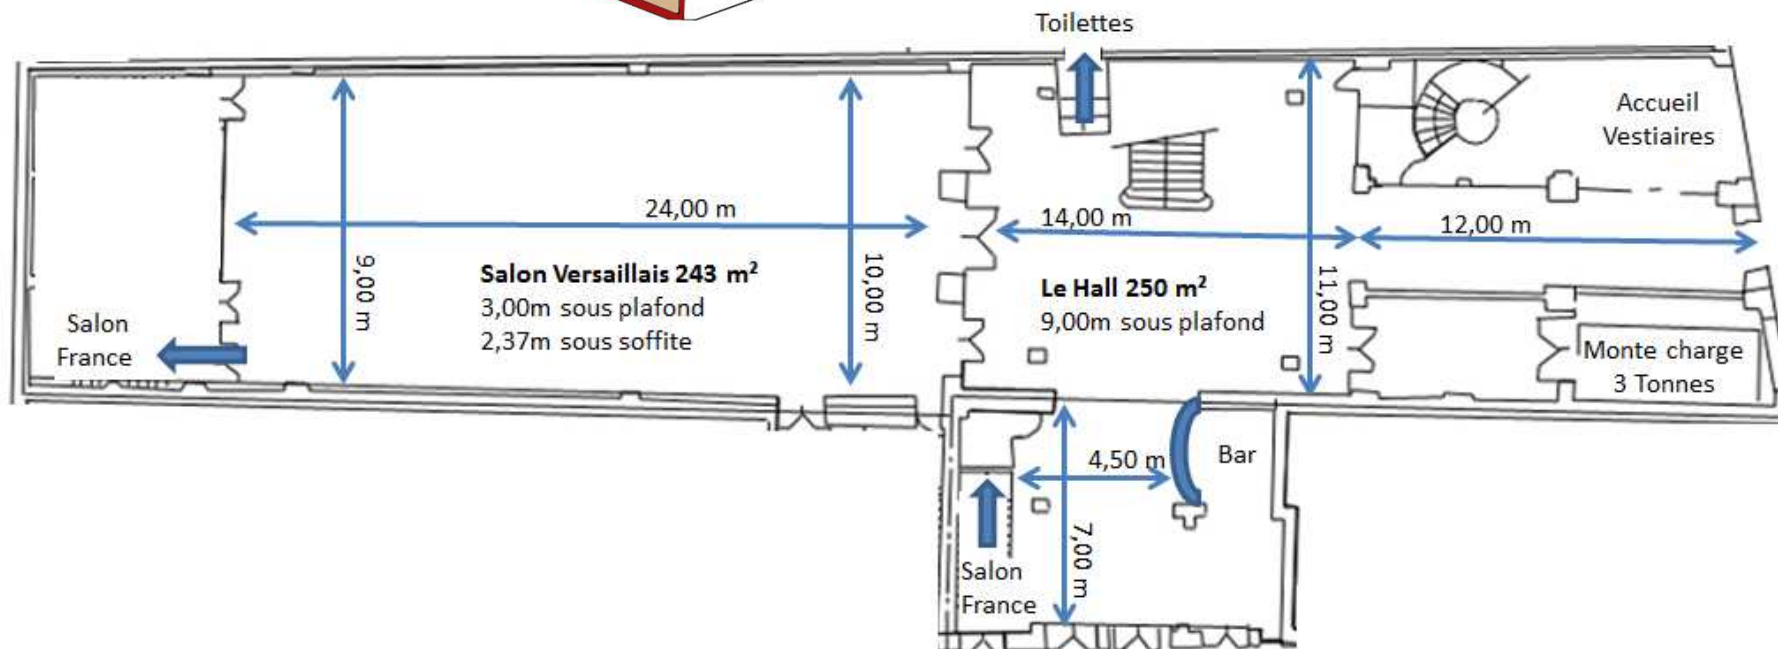 Toilettes
Accueil
Vestiaires
24,00 m
14,00 m
12,00 m
9,00 m
Salon Versaillais 243 m²
3,00m sous plafond
2,37m sous soffite
10,00 m
Le Hall 250 m²
9,00m sous plafond
11,00 m
Salon
France
Monte charge
3 Tonnes
4,50 m
Bar
7,00 m
Salon
France